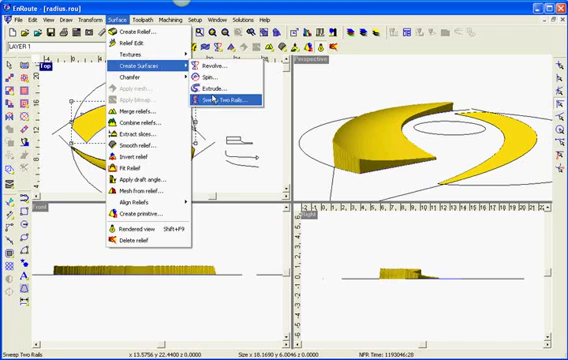 EnRoute - [radius.rou]
File Edit View Draw Transform Surface Toolpath Machining Setup Window Solutions Help
LAYER 1
Create Relief...
Relief Edit
Textures
Create Surfaces
Chamfer
Apply mesh...
Apply bitmap...
Merge reliefs...
Combine reliefs...
Extract slices...
Smooth relief...
Invert relief
Fit Relief
Apply draft angle...
Mesh from relief...
Align Reliefs
Create primitive...
Rendered view Shift+F9
Delete relief
Revolve...
Spin...
Extrude...
Sweep Two Rails...
Top
Perspective
Front
Right
Sweep Two Rails
x 13.5756 y 22.4400 z 0.0000
Size: x 18.1690 y 6.0046 z 0.0000
NFR Time: 1193046:28